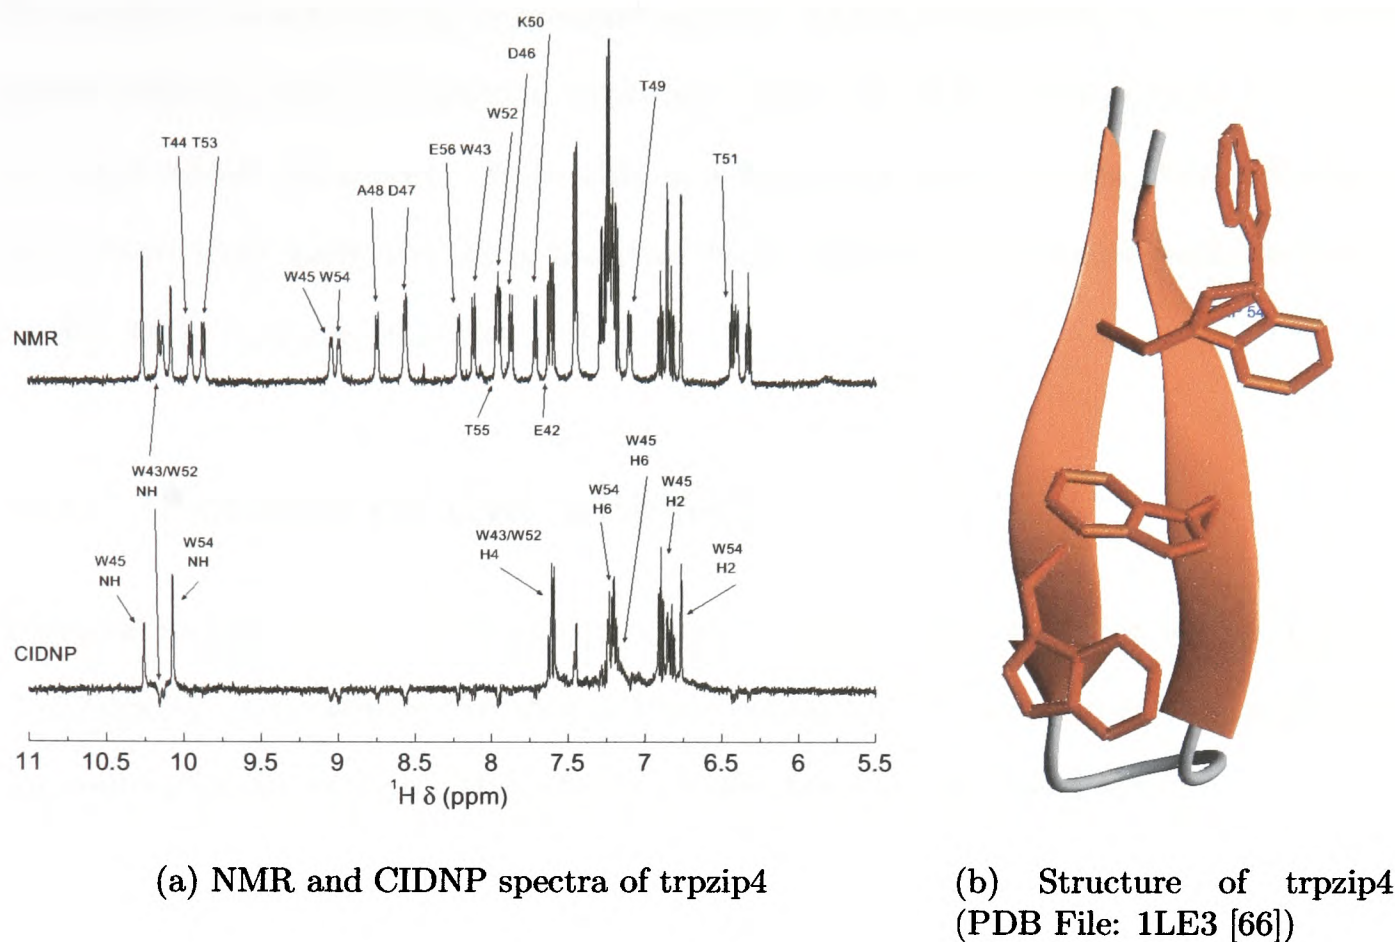 K50
D46
T49
W52
T44 T53
E56 W43
T51
A48 D47
W45 W54
NMR
54
T55
E42
W45
H6
W43/W52
NH
W54
H6
W45
H2
W43/W52
H4
W54
NH
W54
H2
W45
NH
CIDNP
11 10.5 10 9.5 9 8.5 8 7.5 7 6.5 6 5.5
¹H δ (ppm)
(a) NMR and CIDNP spectra of trpzip4
(b) Structure of trpzip4
(PDB File: 1LE3 [66])